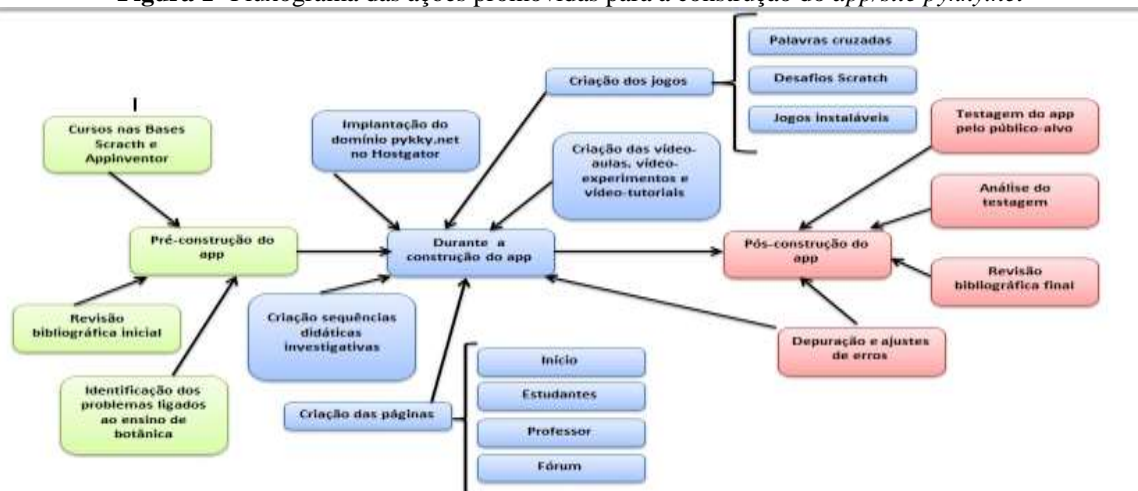 Figura 1- Fluxograma das ações promovidas para a construção do app/site pykky.net
Palavras cruzadas
Criação dos jogos
Desafios Scratch
Jogos instaláveis
Cursos nas Bases
Scracth e
Appinventor
Implantação do
domínio pykky.net
no Hostgator
Criação das vídeo-
aulas, vídeo-
experimentos e
vídeo-tutoriais
Testagem do app
pelo público-alvo
Análise do
testagem
Pré-construção do
app
Durante a
construção do app
Pós-construção do
app
Revisão
bibliográfica final
Revisão
bibliográfica inicial
Criação sequências
didáticas
investigativas
Depuração e ajustes
de erros
Identificação dos
problemas ligados
ao ensino de
botânica
Criação das páginas
Início
Estudantes
Professor
Fórum